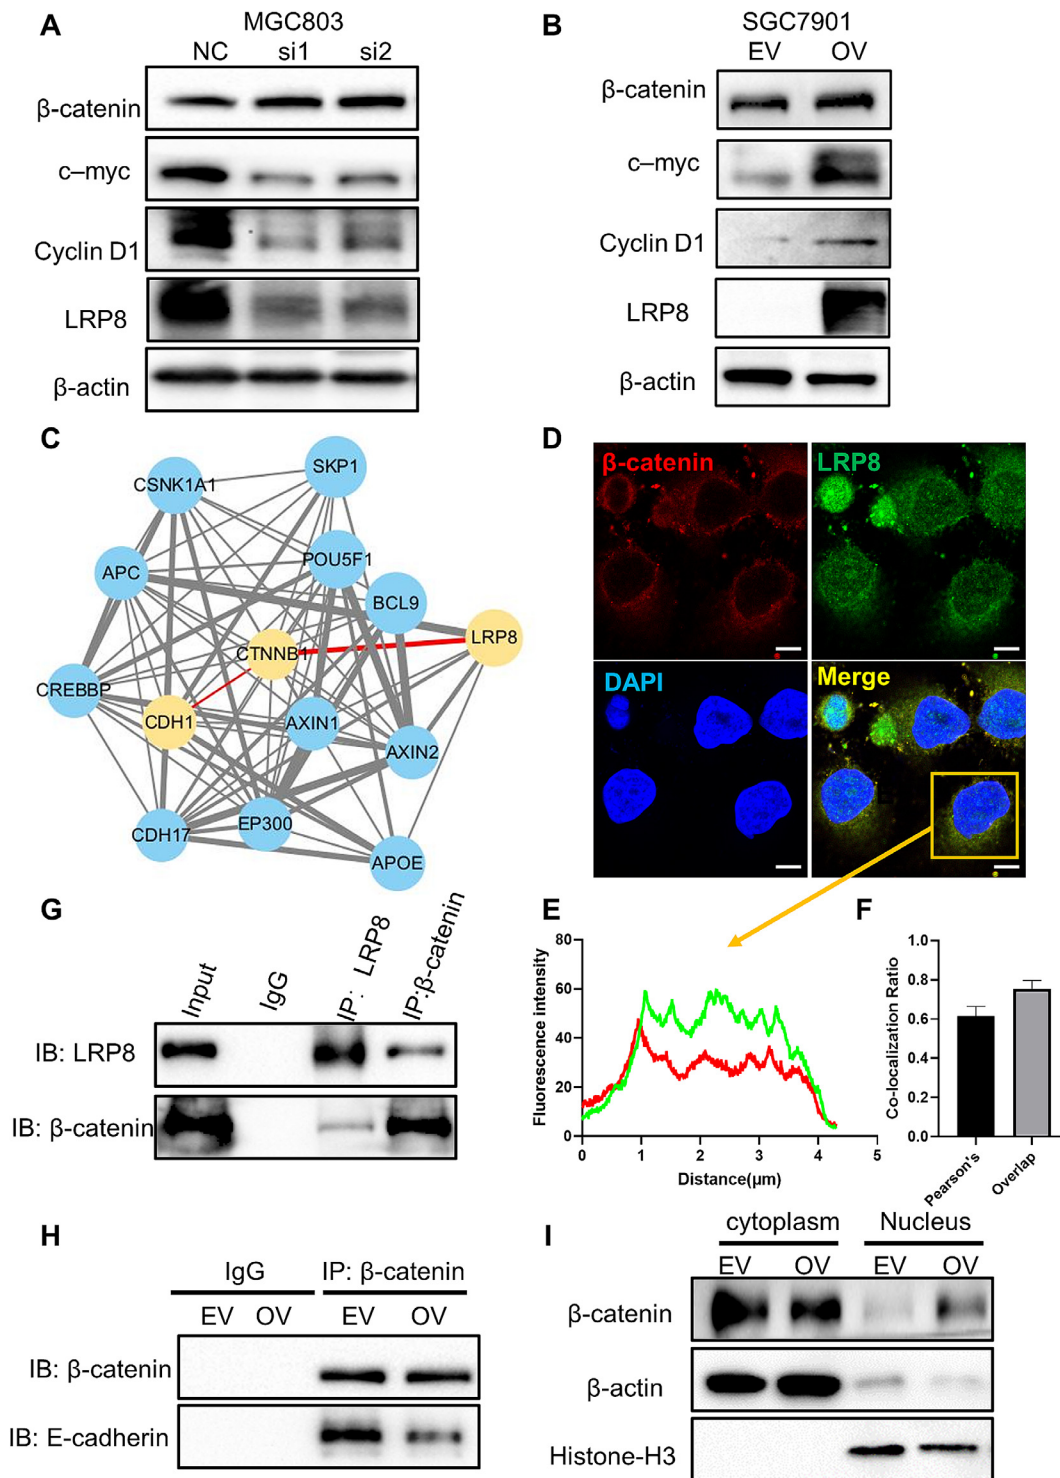 A
MGC803
NC si1 si2
β-catenin
c–myc
Cyclin D1
LRP8
β-actin
B
SGC7901
EV OV
β-catenin
c–myc
Cyclin D1
LRP8
β-actin
C
SKP1
CSNK1A1
POU5F1
APC
BCL9
LRP8
CTNNB1
CREBBP
CDH1
AXIN1
AXIN2
EP300
CDH17
APOE
D
β-catenin
LRP8
DAPI
Merge
G
Input IgG IP: LRP8 IP:β-catenin
IB: LRP8
IB: β-catenin
E
Fluorescence intensity
80
60
40
20
0
0 1 2 3 4 5
Distance(μm)
F
Co-localization Ratio
1.0
0.8
0.6
0.4
0.2
0.0
Pearson's Overlap
H
IgG IP: β-catenin
EV OV EV OV
IB: β-catenin
IB: E-cadherin
I
cytoplasm Nucleus
EV OV EV OV
β-catenin
β-actin
Histone-H3